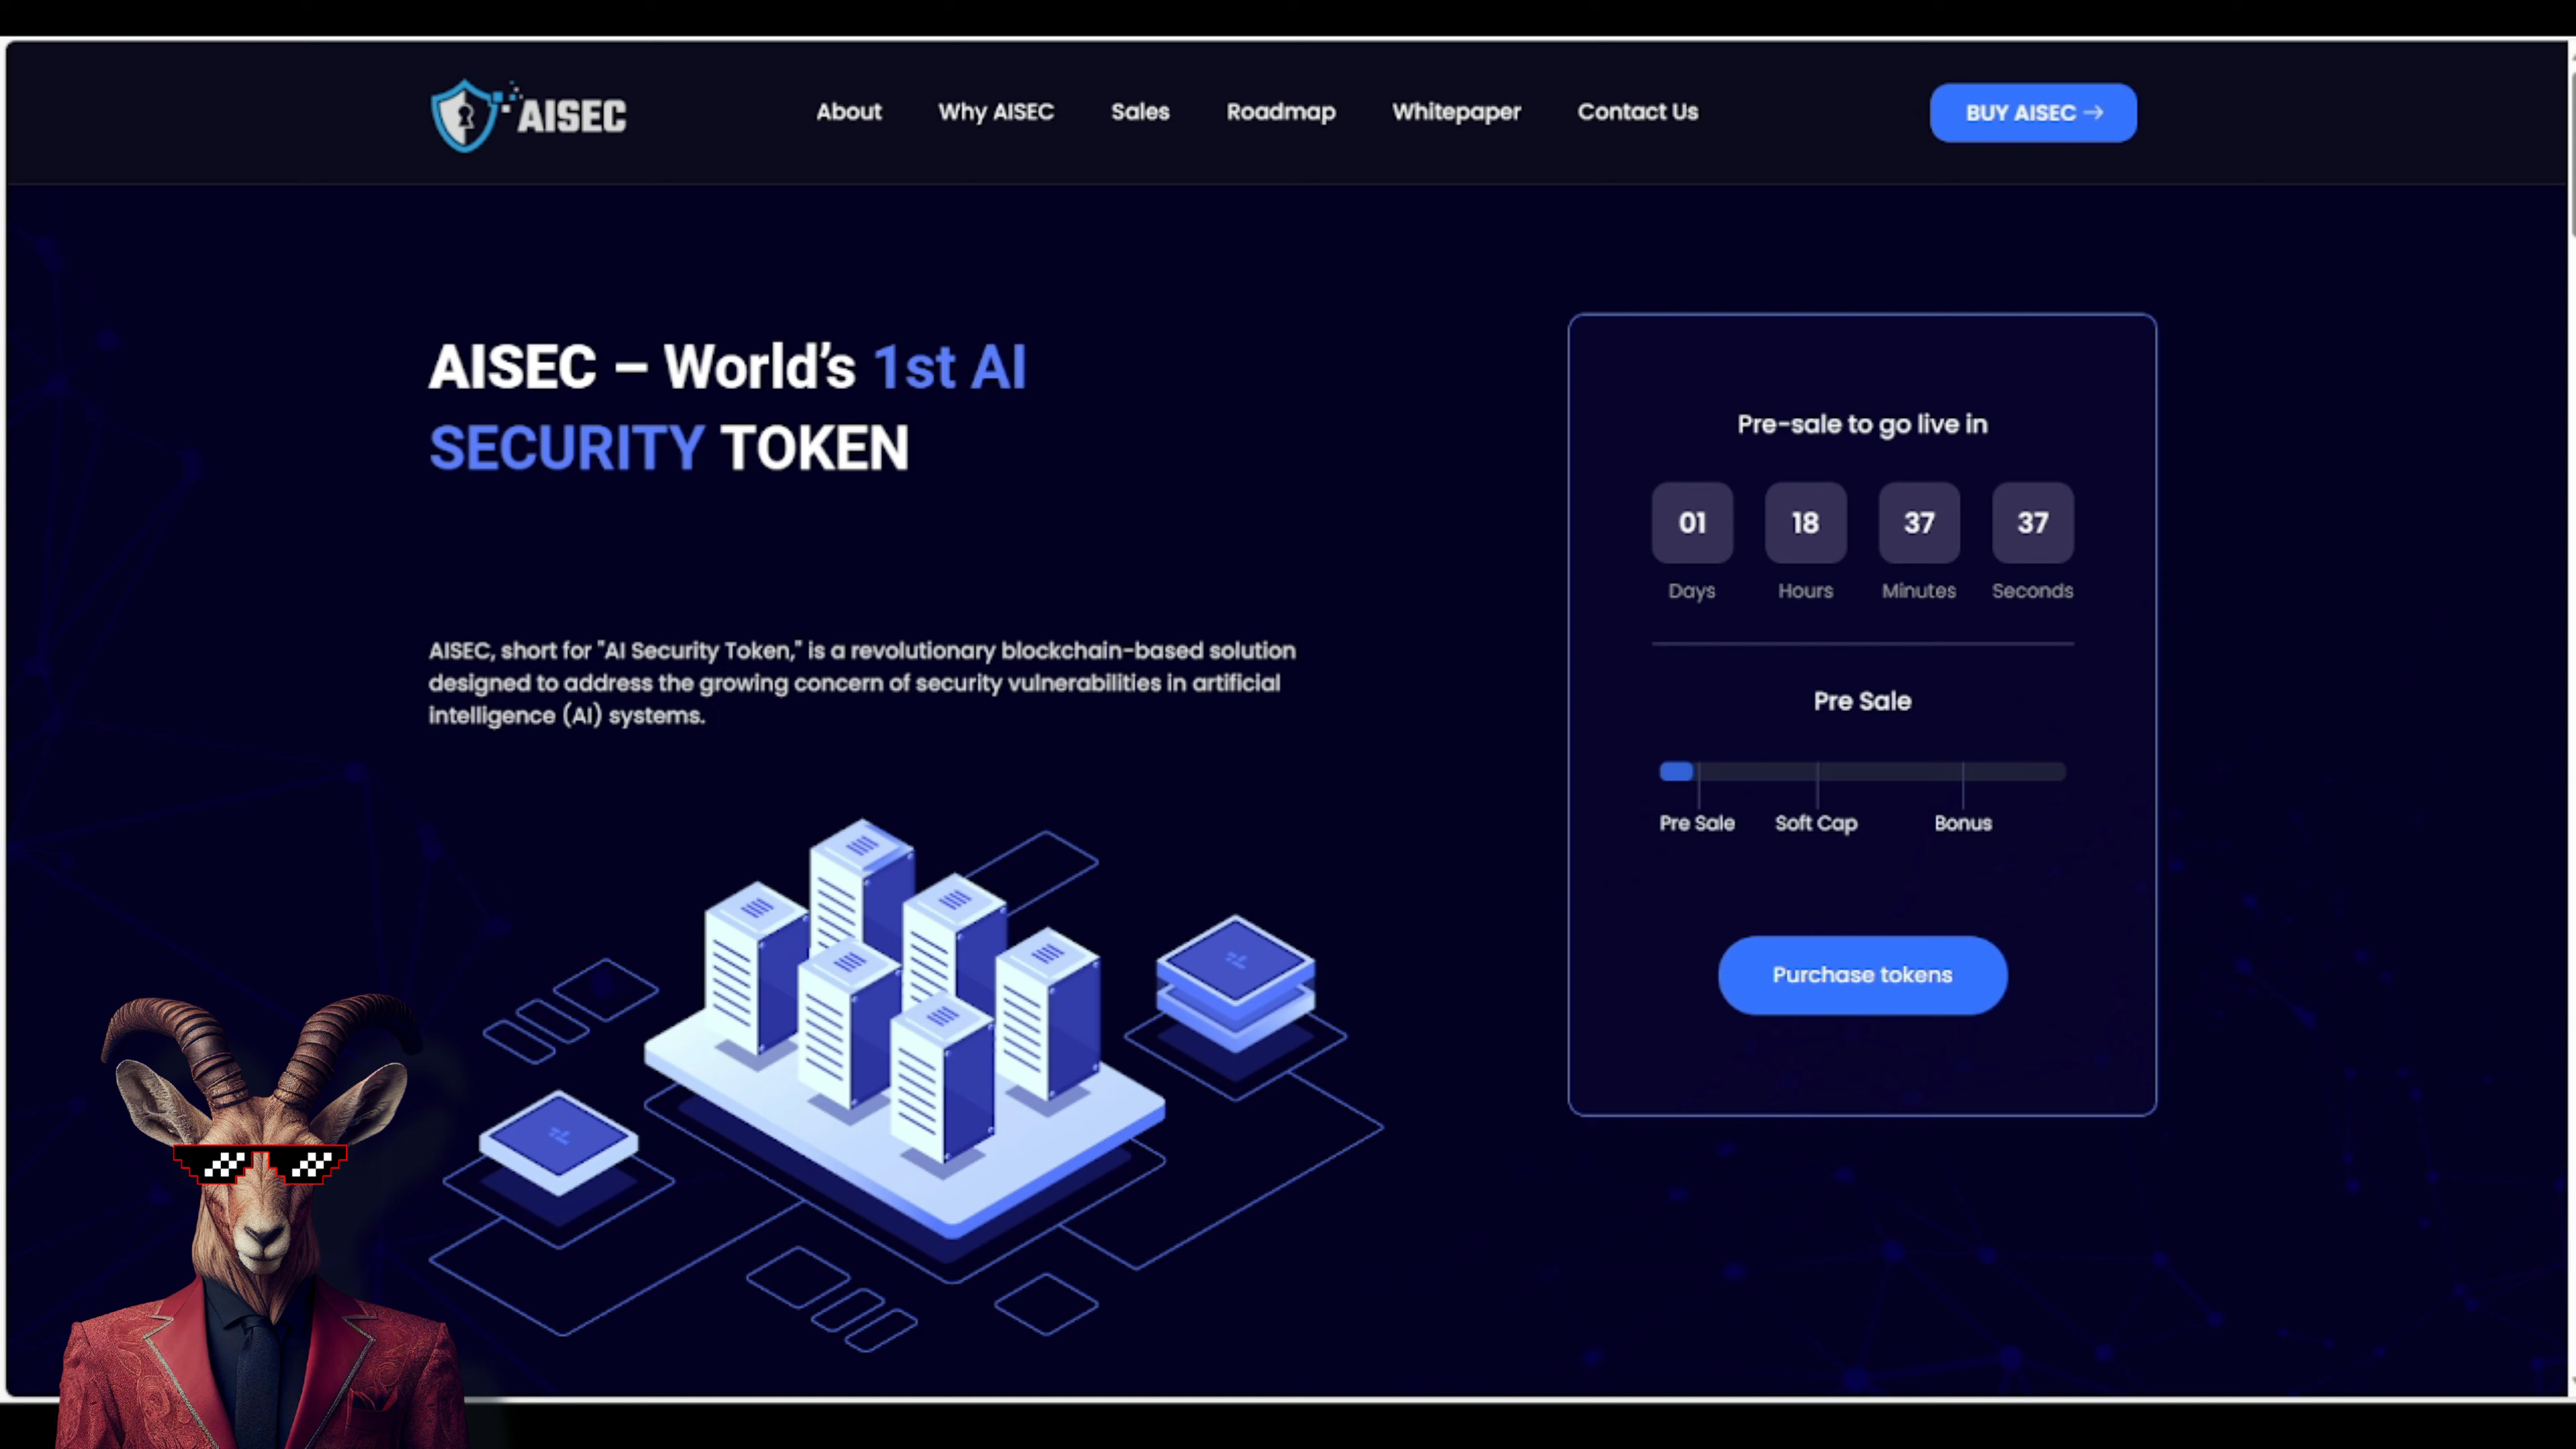 AISEC
About
Why AISEC
Sales
Roadmap
Whitepaper
Contact Us
BUY AISEC →
AISEC – World’s 1st AI
SECURITY TOKEN
AISEC, short for "AI Security Token," is a revolutionary blockchain-based solution
designed to address the growing concern of security vulnerabilities in artificial
intelligence (AI) systems.
Pre-sale to go live in
01 18 37 37
Days Hours Minutes Seconds
Pre Sale
Pre Sale Soft Cap Bonus
Purchase tokens